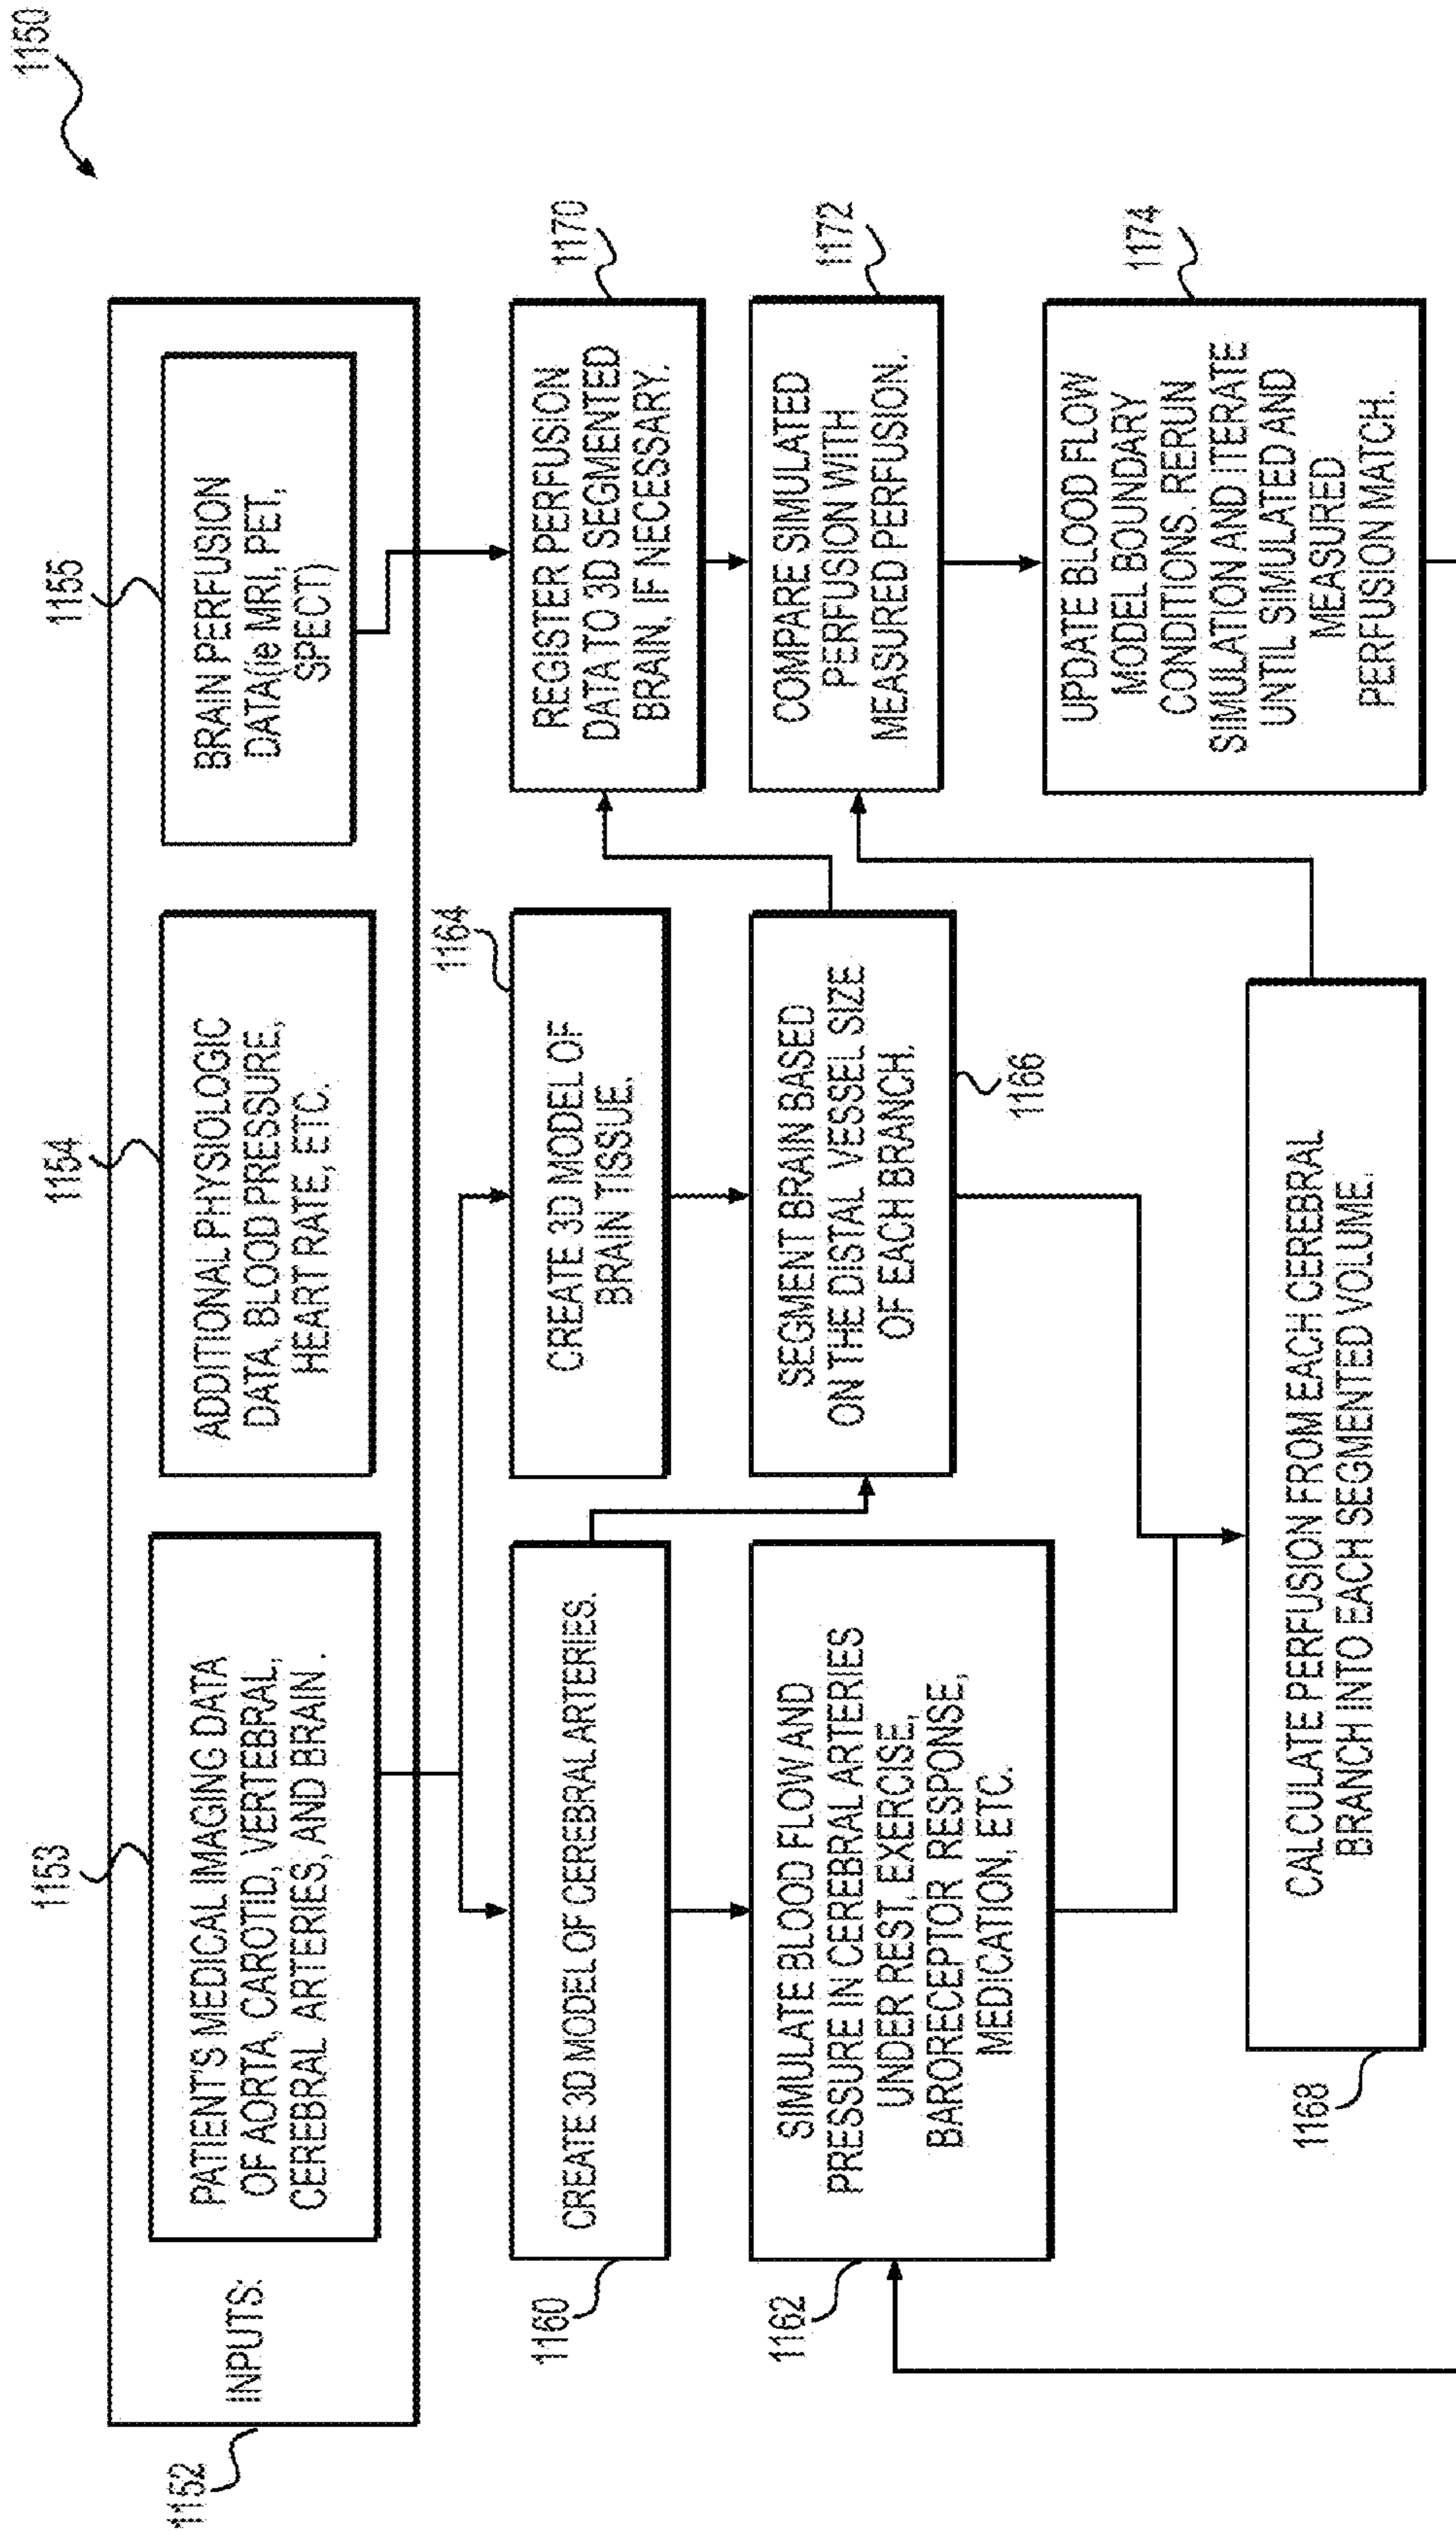 1150
1152
INPUTS:
1153
PATIENT'S MEDICAL IMAGING DATA
OF AORTA, CAROTID, VERTEBRAL,
CEREBRAL ARTERIES, AND BRAIN.
1154
ADDITIONAL PHYSIOLOGIC
DATA, BLOOD PRESSURE,
HEART RATE, ETC.
1155
BRAIN PERFUSION
DATA(ie MRI, PET,
SPECT)
1160
CREATE 3D MODEL OF CEREBRAL ARTERIES.
1164
CREATE 3D MODEL OF
BRAIN TISSUE.
1170
REGISTER PERFUSION
DATA TO 3D SEGMENTED
BRAIN, IF NECESSARY.
1162
SIMULATE BLOOD FLOW AND
PRESSURE IN CEREBRAL ARTERIES
UNDER REST, EXERCISE,
BARORECEPTOR RESPONSE,
MEDICATION, ETC.
SEGMENT BRAIN BASED
ON THE DISTAL VESSEL SIZE
OF EACH BRANCH.
1166
1172
COMPARE SIMULATED
PERFUSION WITH
MEASURED PERFUSION.
1174
UPDATE BLOOD FLOW
MODEL BOUNDARY
CONDITIONS. RERUN
SIMULATION AND ITERATE
UNTIL SIMULATED AND
MEASURED
PERFUSION MATCH.
1168
CALCULATE PERFUSION FROM EACH CEREBRAL
BRANCH INTO EACH SEGMENTED VOLUME.